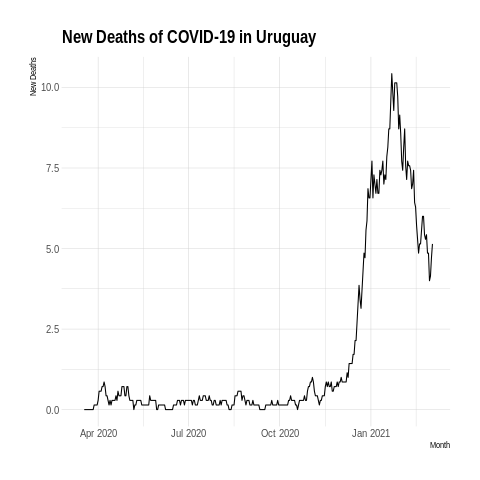 New Deaths of COVID-19 in Uruguay
New Deaths
10.0
7.5
5.0
2.5
0.0
Apr 2020 Jul 2020 Oct 2020 Jan 2021
Month